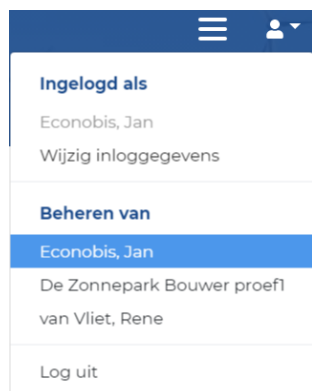 Ingelogd als
Econobis, Jan
Wijzig inloggegevens
Beheren van
Econobis, Jan
De Zonnepark Bouwer proef1
van Vliet, Rene
Log uit